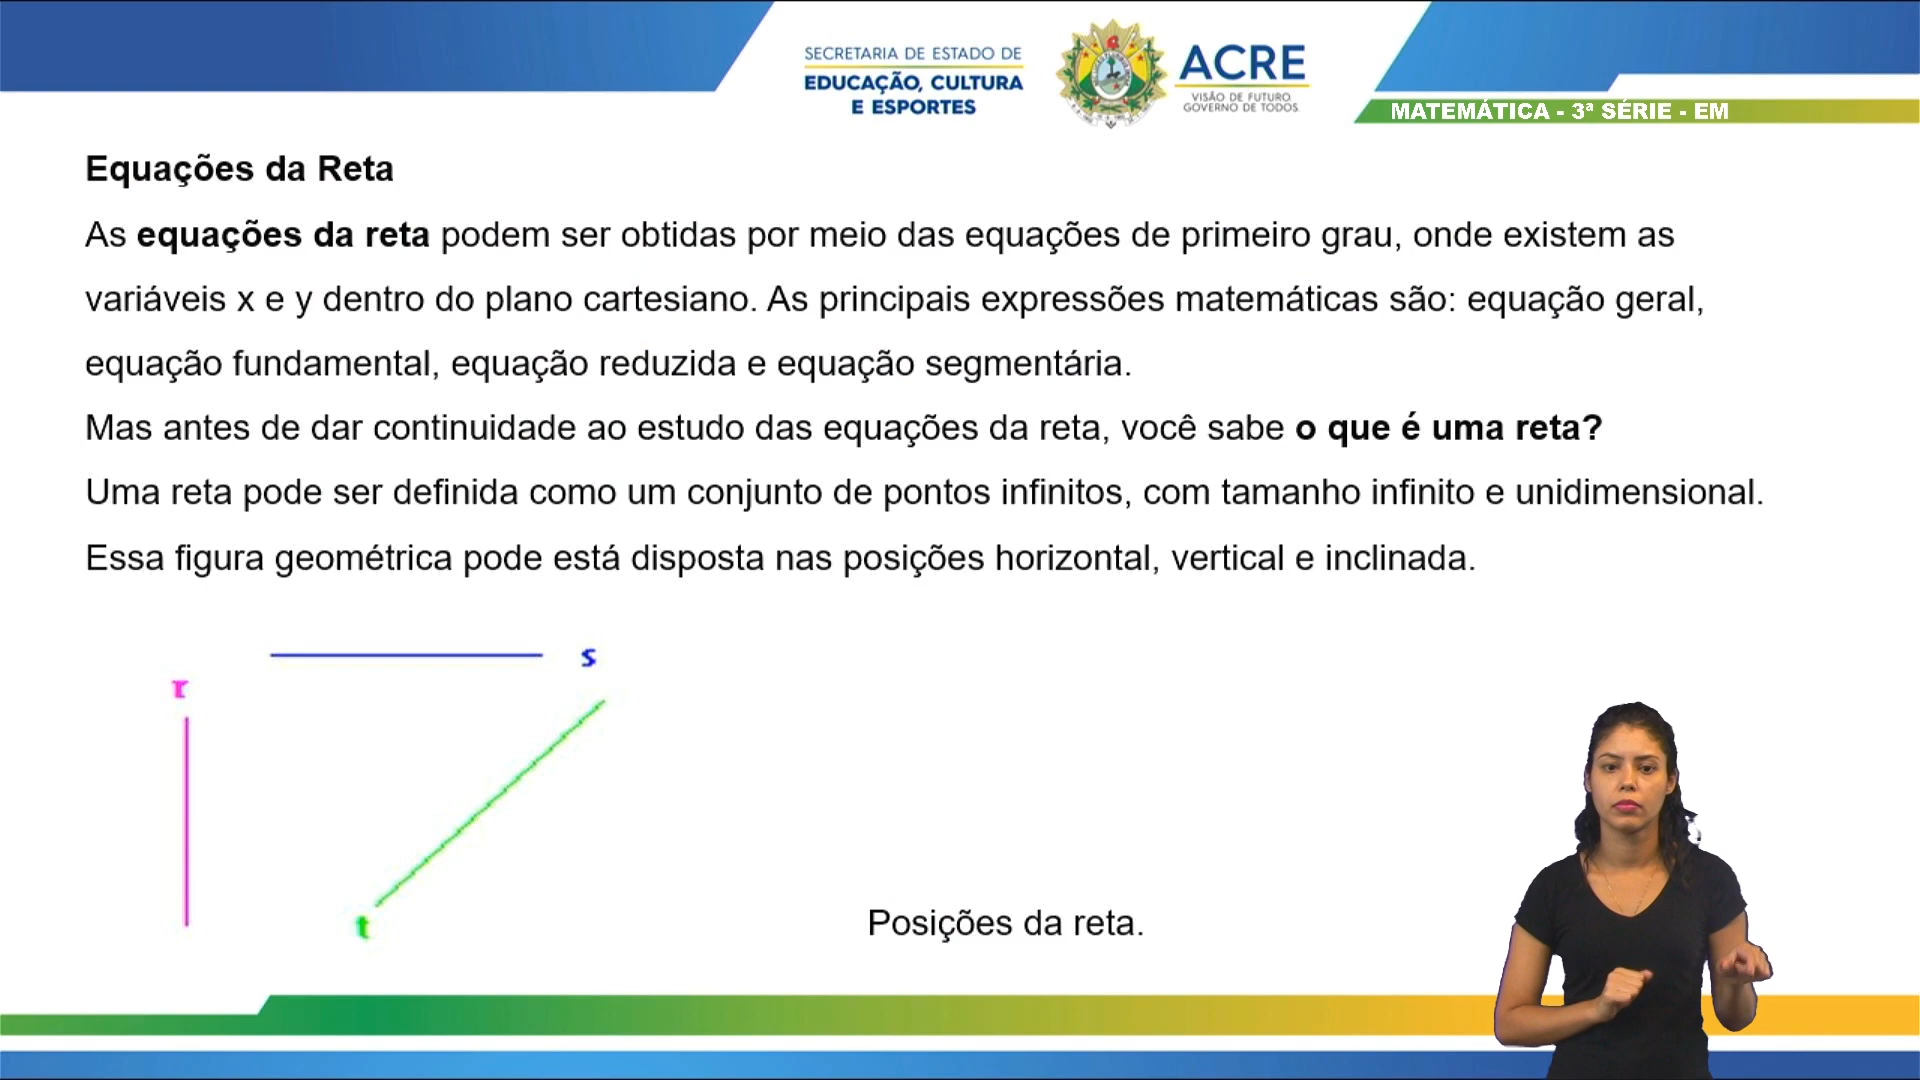 SECRETARIA DE ESTADO DE
EDUCAÇÃO, CULTURA
E ESPORTES
ACRE
VISÃO DE FUTURO
GOVERNO DE TODOS
MATEMÁTICA - 3ª SÉRIE - EM
Equações da Reta
As equações da reta podem ser obtidas por meio das equações de primeiro grau, onde existem as
variáveis x e y dentro do plano cartesiano. As principais expressões matemáticas são: equação geral,
equação fundamental, equação reduzida e equação segmentária.
Mas antes de dar continuidade ao estudo das equações da reta, você sabe o que é uma reta?
Uma reta pode ser definida como um conjunto de pontos infinitos, com tamanho infinito e unidimensional.
Essa figura geométrica pode está disposta nas posições horizontal, vertical e inclinada.
s
r
t
Posições da reta.